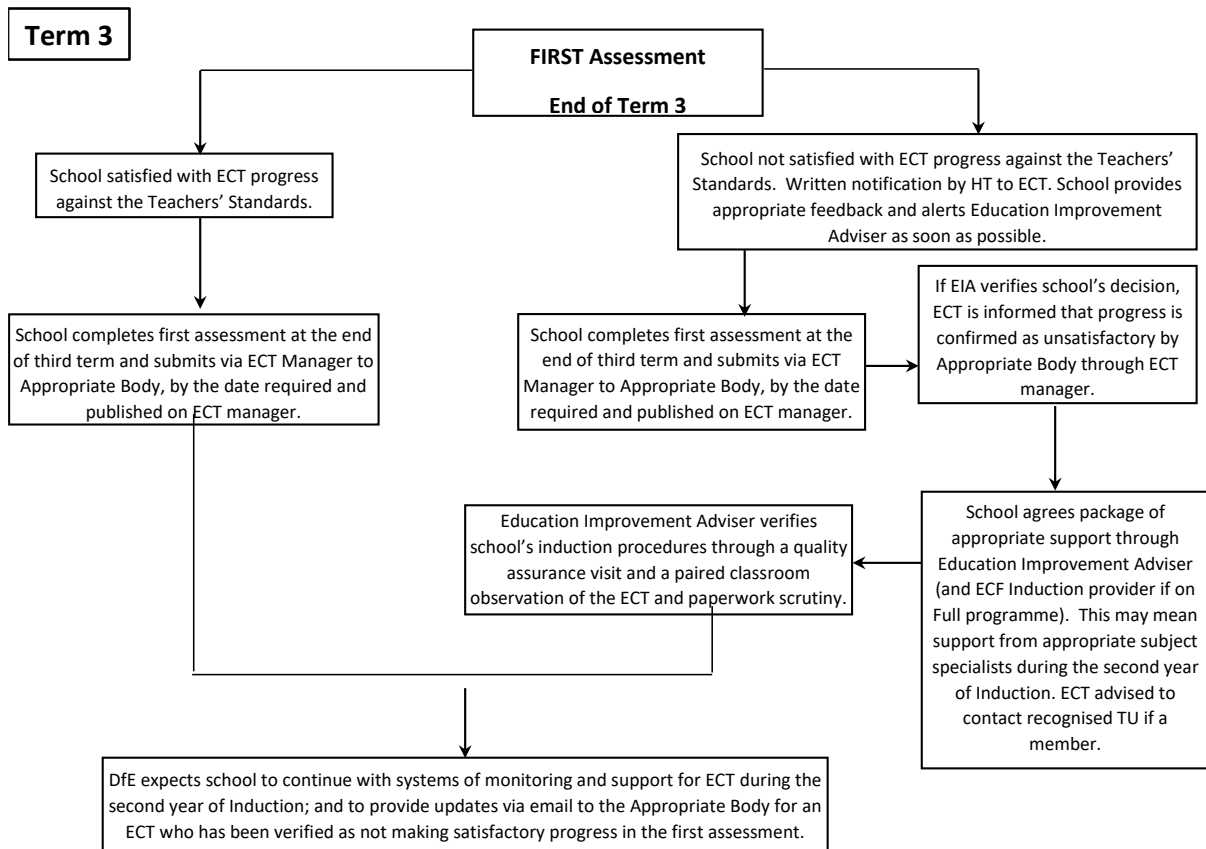 Term 3
FIRST Assessment
End of Term 3
School satisfied with ECT progress
against the Teachers’ Standards.
School not satisfied with ECT progress against the Teachers’
Standards.  Written notification by HT to ECT. School provides
appropriate feedback and alerts Education Improvement
Adviser as soon as possible.
School completes first assessment at the end
of third term and submits via ECT Manager to
Appropriate Body, by the date required and
published on ECT manager.
School completes first assessment at the
end of third term and submits via ECT
Manager to Appropriate Body, by the date
required and published on ECT manager.
If EIA verifies school’s decision,
ECT is informed that progress is
confirmed as unsatisfactory by
Appropriate Body through ECT
manager.
Education Improvement Adviser verifies
school’s induction procedures through a quality
assurance visit and a paired classroom
observation of the ECT and paperwork scrutiny.
School agrees package of
appropriate support through
Education Improvement Adviser
(and ECF Induction provider if on
Full programme).  This may mean
support from appropriate subject
specialists during the second year
of Induction. ECT advised to
contact recognised TU if a
member.
DfE expects school to continue with systems of monitoring and support for ECT during the
second year of Induction; and to provide updates via email to the Appropriate Body for an
ECT who has been verified as not making satisfactory progress in the first assessment.